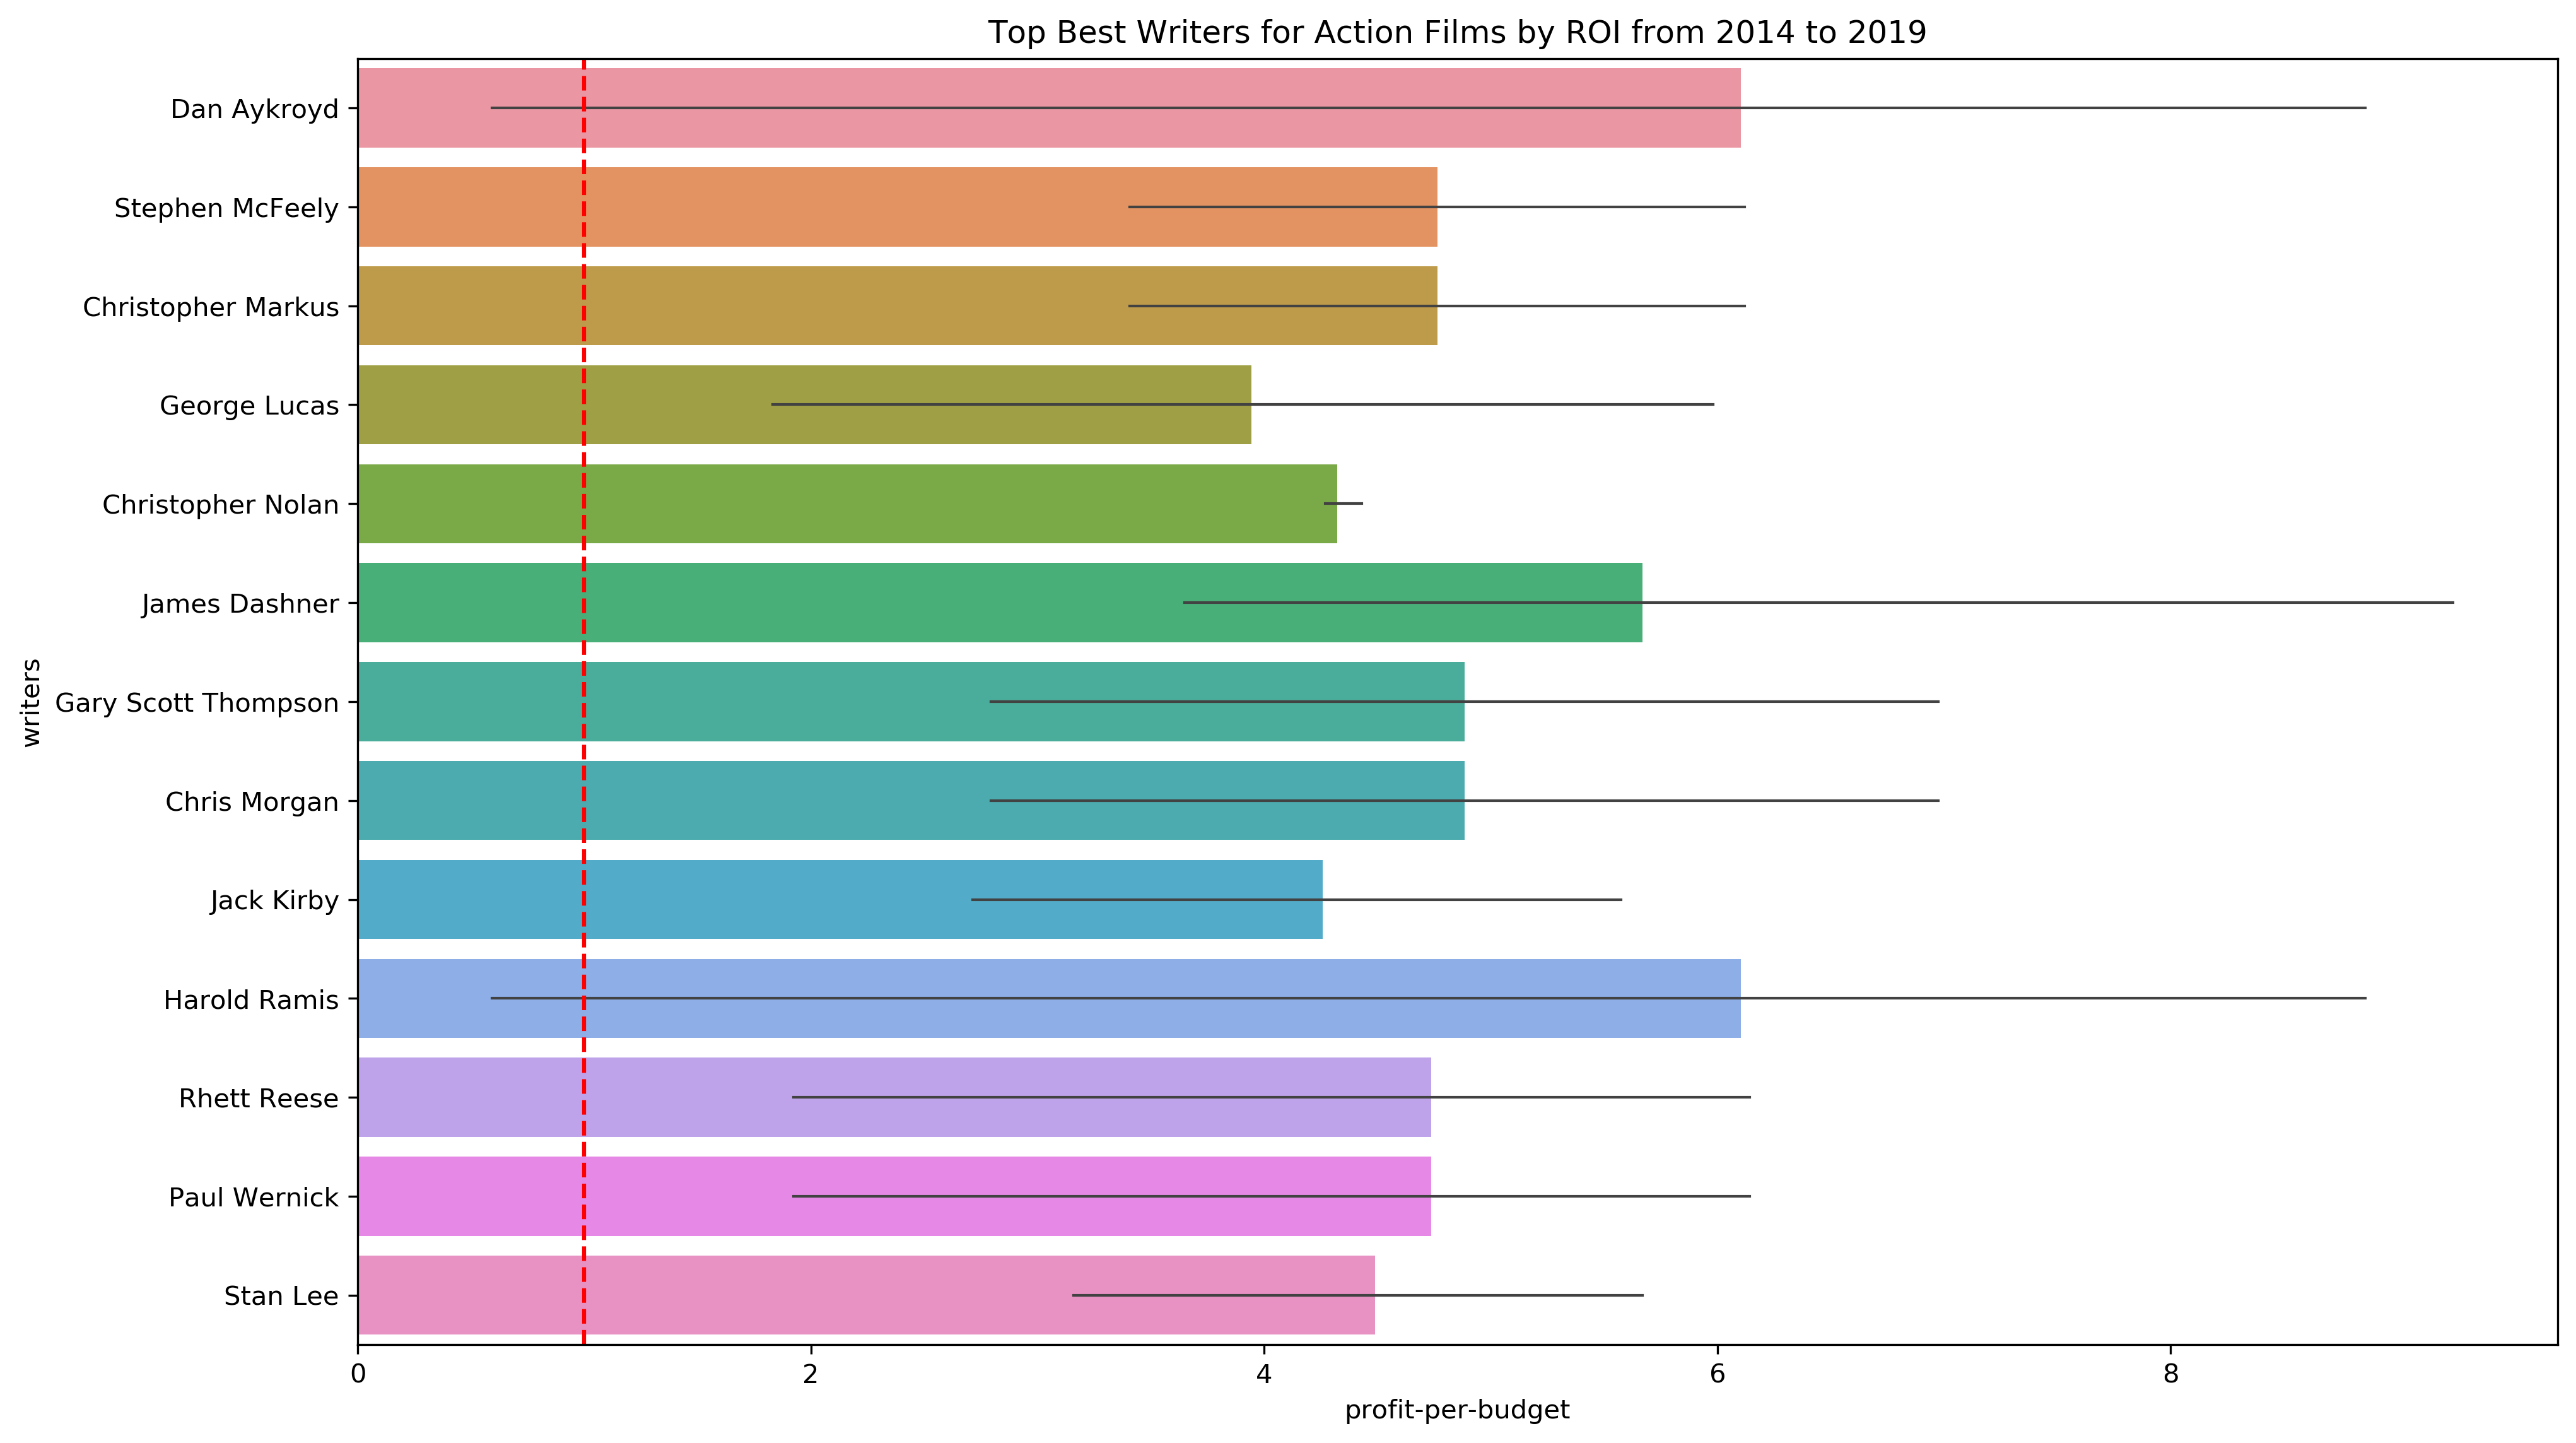 Top Best Writers for Action Films by ROI from 2014 to 2019
writers
Dan Aykroyd
Stephen McFeely
Christopher Markus
George Lucas
Christopher Nolan
James Dashner
Gary Scott Thompson
Chris Morgan
Jack Kirby
Harold Ramis
Rhett Reese
Paul Wernick
Stan Lee
0 2 4 6 8
profit-per-budget